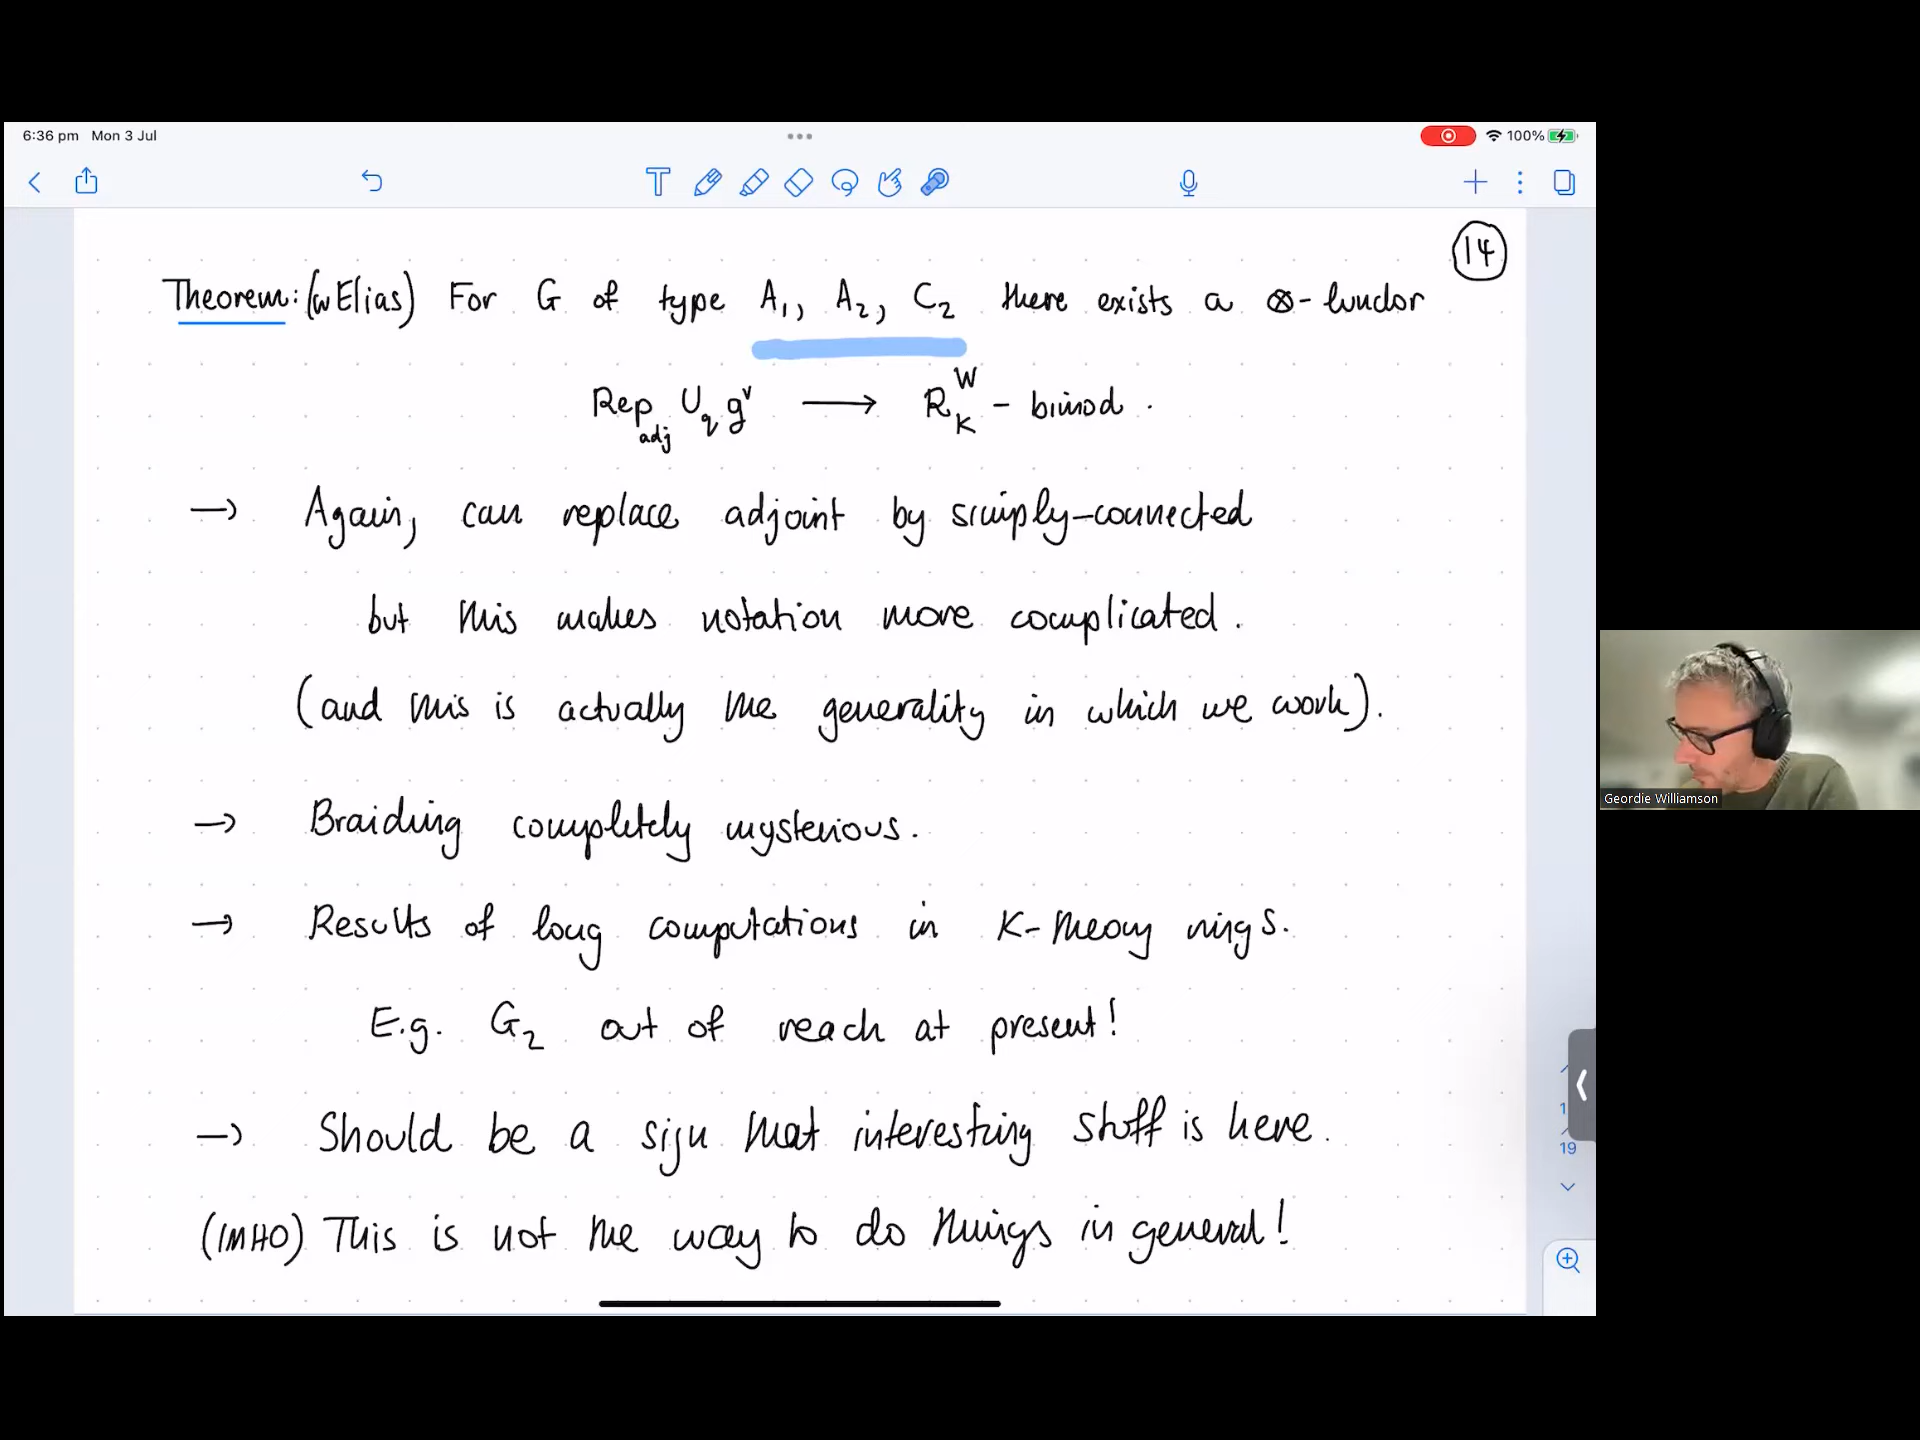 6:36 pm Mon 3 Jul
100%
14
Theorem: (w Elias) For G of type A₁, A₂, C₂ there exists a ⊗-functor
Rep_adj U_q g^∨ → R_K^W - bimod .
→ Again, can replace adjoint by simply-connected
but this makes notation more complicated.
(and this is actually the generality in which we work).
→ Braiding completely mysterious.
→ Results of long computations in K-theory rings.
E.g. G₂ out of reach at present!
→ Should be a sign that interesting stuff is here.
(IMHO) This is not the way to do things in general!
19
Geordie Williamson